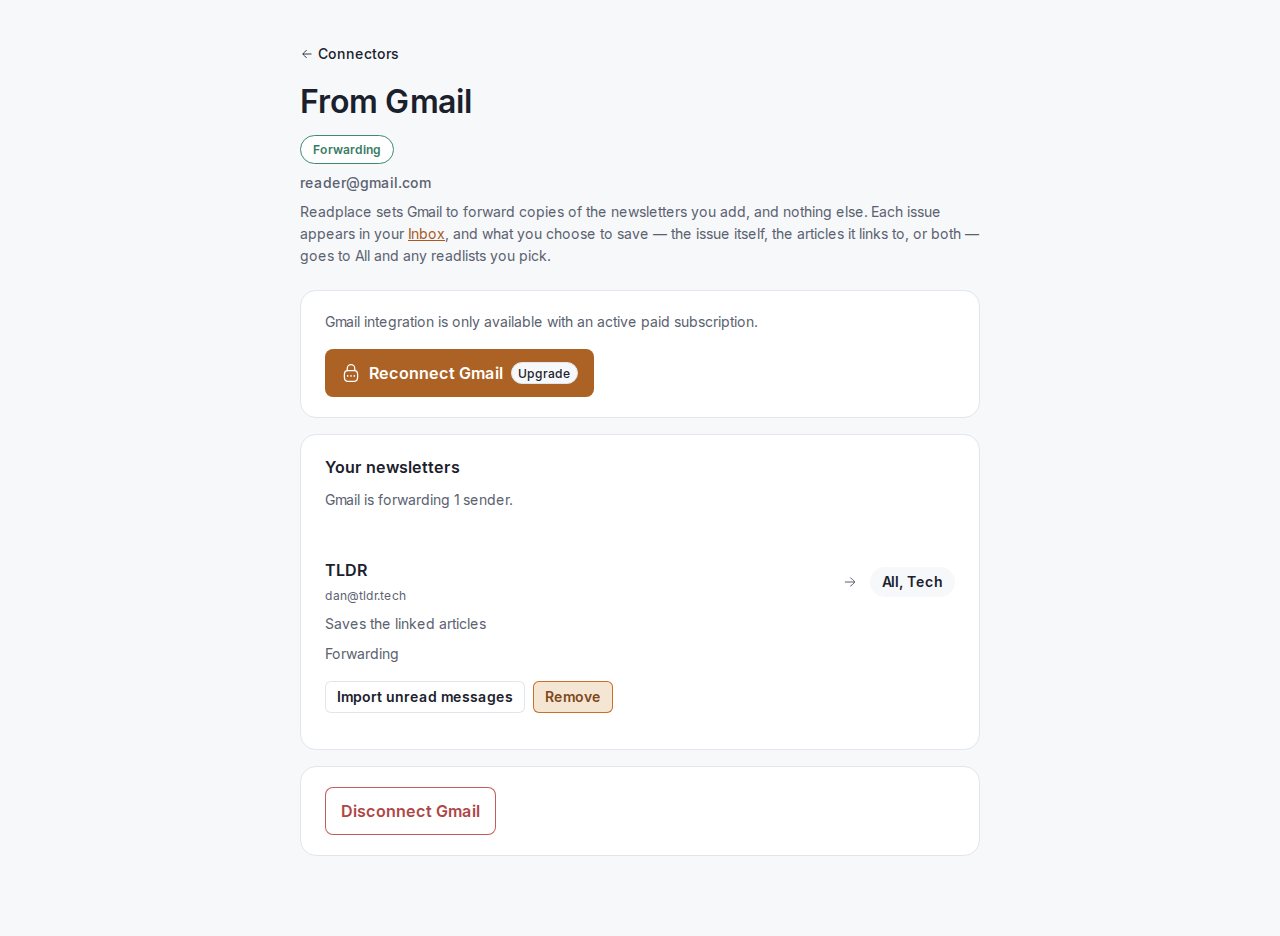 ← Connectors
From Gmail
Forwarding
reader@gmail.com
Readplace sets Gmail to forward copies of the newsletters you add, and nothing else. Each issue
appears in your Inbox, and what you choose to save — the issue itself, the articles it links to, or both —
goes to All and any readlists you pick.
Gmail integration is only available with an active paid subscription.
Reconnect Gmail Upgrade
Your newsletters
Gmail is forwarding 1 sender.
TLDR
→ All, Tech
dan@tldr.tech
Saves the linked articles
Forwarding
Import unread messages Remove
Disconnect Gmail